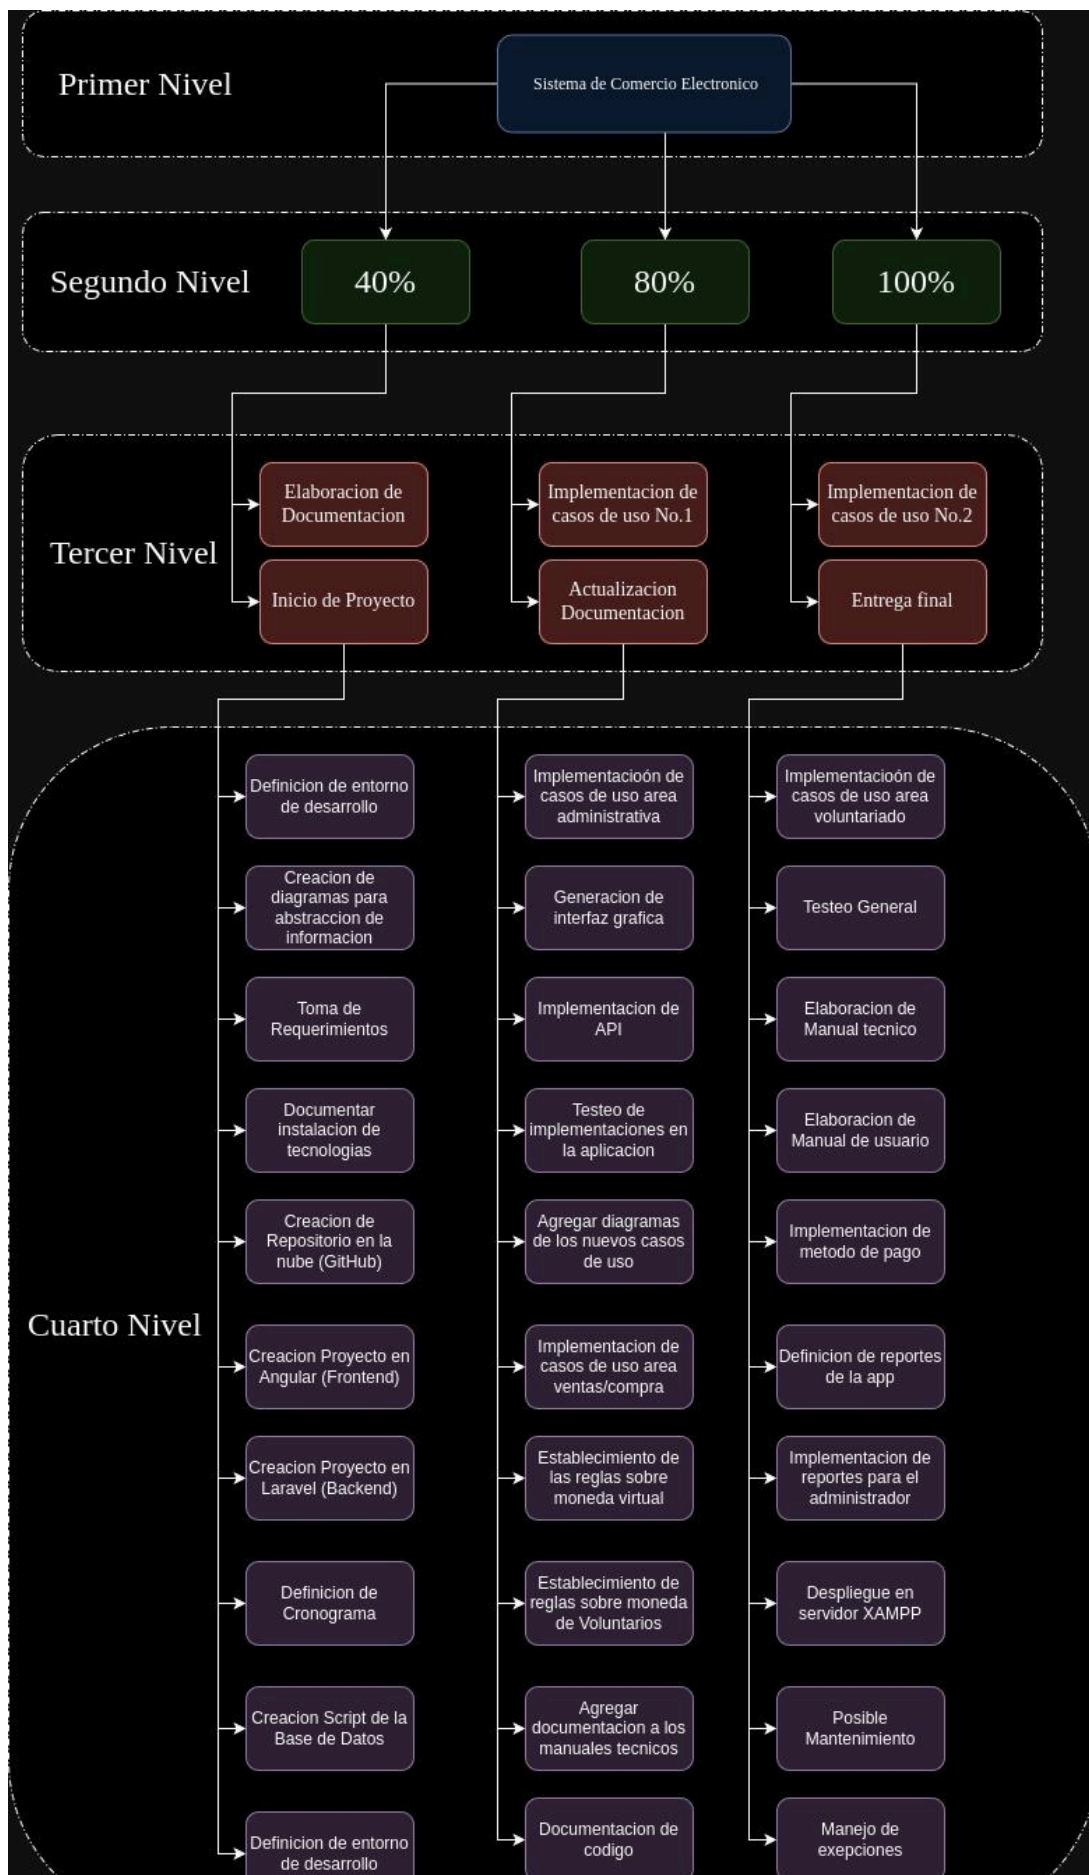 Primer Nivel
Sistema de Comercio Electronico
Segundo Nivel
40%
80%
100%
Tercer Nivel
Elaboracion de
Documentacion
Implementacion de
casos de uso No.1
Implementacion de
casos de uso No.2
Inicio de Proyecto
Actualizacion
Documentacion
Entrega final
Cuarto Nivel
Definicion de entorno
de desarrollo
Creacion de
diagramas para
abstraccion de
informacion
Toma de
Requerimientos
Documentar
instalacion de
tecnologias
Creacion de
Repositorio en la
nube (GitHub)
Creacion Proyecto en
Angular (Frontend)
Creacion Proyecto en
Laravel (Backend)
Definicion de
Cronograma
Creacion Script de la
Base de Datos
Definicion de entorno
de desarrollo
Implementacioón de
casos de uso area
administrativa
Generacion de
interfaz grafica
Implementacion de
API
Testeo de
implementaciones en
la aplicacion
Agregar diagramas
de los nuevos casos
de uso
Implementacion de
casos de uso area
ventas/compra
Establecimiento de
las reglas sobre
moneda virtual
Establecimiento de
reglas sobre moneda
de Voluntarios
Agregar
documentacion a los
manuales tecnicos
Documentacion de
codigo
Implementacioón de
casos de uso area
voluntariado
Testeo General
Elaboracion de
Manual tecnico
Elaboracion de
Manual de usuario
Implementacion de
metodo de pago
Definicion de reportes
de la app
Implementacion de
reportes para el
administrador
Despliegue en
servidor XAMPP
Posible
Mantenimiento
Manejo de
exepciones